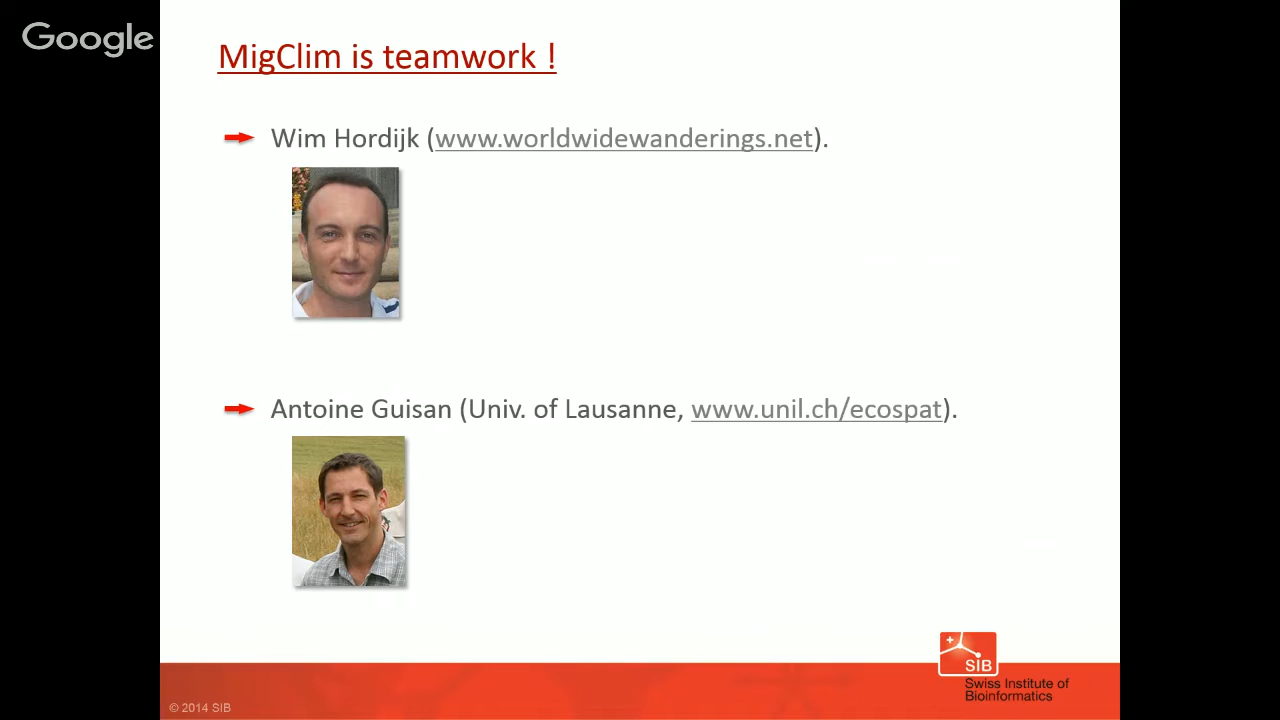 Google
MigClim is teamwork !
Wim Hordijk (www.worldwidewanderings.net).
Antoine Guisan (Univ. of Lausanne, www.unil.ch/ecospat).
SIB
Swiss Institute of
Bioinformatics
© 2014 SIB